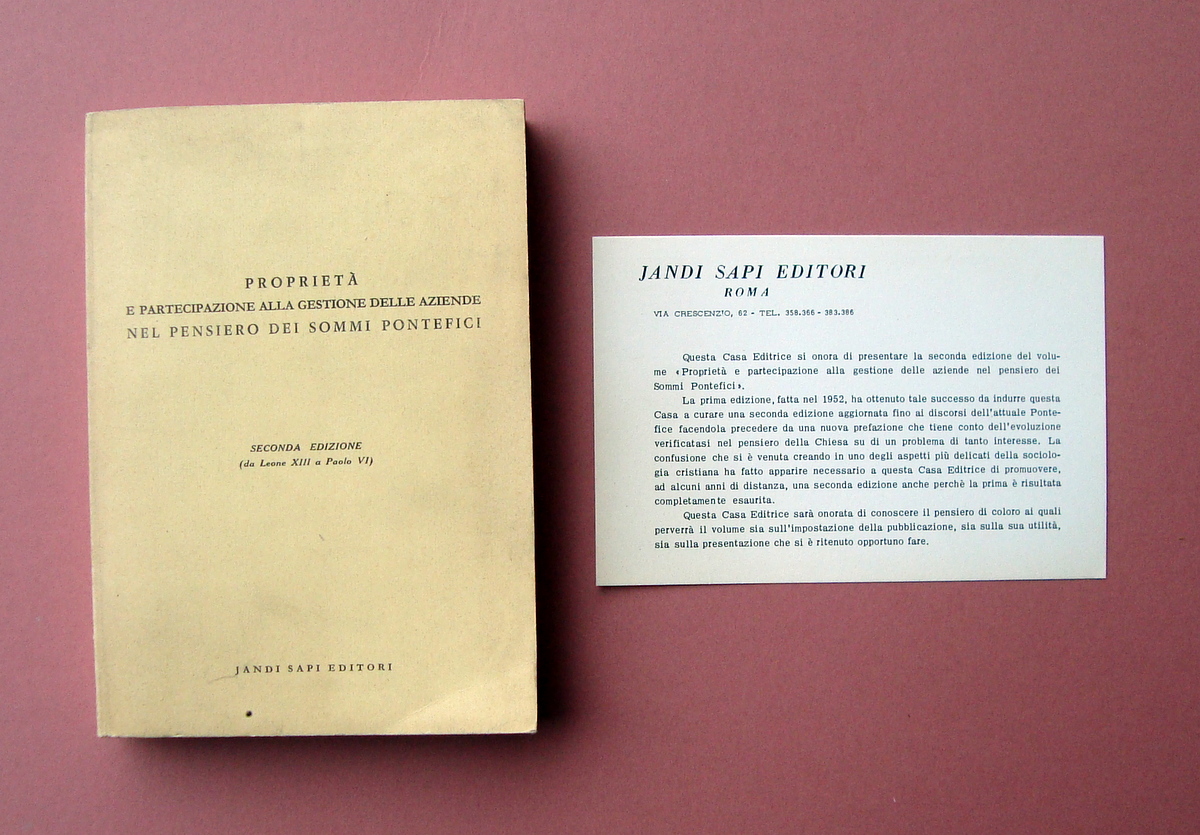 PROPRIETÀ
E PARTECIPAZIONE ALLA GESTIONE DELLE AZIENDE
NEL PENSIERO DEI SOMMI PONTEFICI
SECONDA EDIZIONE
(da Leone XIII a Paolo VI)
JANDI SAPI EDITORI
JANDI SAPI EDITORI
ROMA
VIA CRESCENZIO, 62 - TEL. 358.366 - 383.386
Questa Casa Editrice si onora di presentare la seconda edizione del volu-
me «Proprietà e partecipazione alla gestione delle aziende nel pensiero dei
Sommi Pontefici».
La prima edizione, fatta nel 1952, ha ottenuto tale successo da indurre questa
Casa a curare una seconda edizione aggiornata fino ai discorsi dell'attuale Ponte-
fice facendola precedere da una nuova prefazione che tiene conto dell'evoluzione
verificatasi nel pensiero della Chiesa su di un problema di tanto interesse. La
confusione che si è venuta creando in uno degli aspetti più delicati della sociolo-
gia cristiana ha fatto apparire necessario a questa Casa Editrice di promuovere,
ad alcuni anni di distanza, una seconda edizione anche perchè la prima è risultata
completamente esaurita.
Questa Casa Editrice sarà onorata di conoscere il pensiero di coloro ai quali
perverrà il volume sia sull'impostazione della pubblicazione, sia sulla sua utilità,
sia sulla presentazione che si è ritenuto opportuno fare.